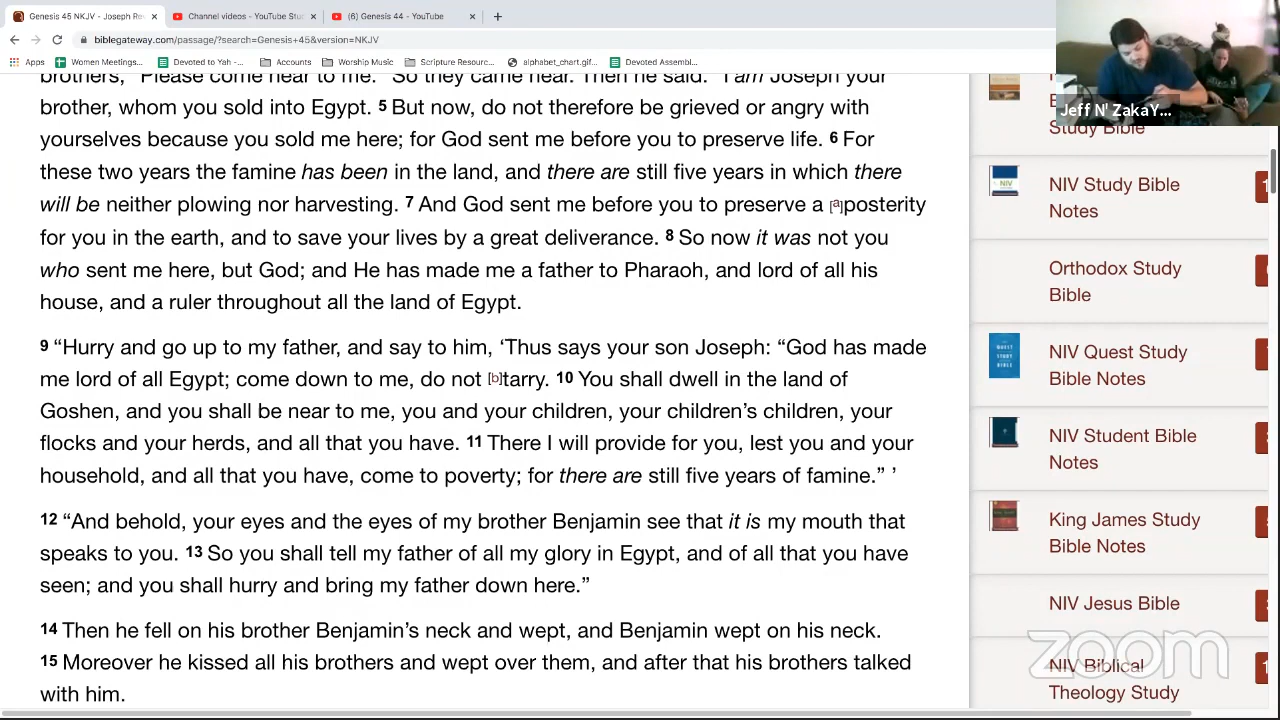 Genesis 45 NKJV - Joseph Re
Channel videos - YouTube Stu
(6) Genesis 44 - YouTube
biblegateway.com/passage/?search=Genesis+45&version=NKJV
Apps Women Meetings... Devoted to Yah -... Accounts Worship Music Scripture Resourc... alphabet_chart.gif... Devoted Assembl...
brothers, “Please come near to me.” So they came near. Then he said: “I am Joseph your
brother, whom you sold into Egypt. 5 But now, do not therefore be grieved or angry with
yourselves because you sold me here; for God sent me before you to preserve life. 6 For
these two years the famine has been in the land, and there are still five years in which there
will be neither plowing nor harvesting. 7 And God sent me before you to preserve a [a]posterity
for you in the earth, and to save your lives by a great deliverance. 8 So now it was not you
who sent me here, but God; and He has made me a father to Pharaoh, and lord of all his
house, and a ruler throughout all the land of Egypt.
9 “Hurry and go up to my father, and say to him, ‘Thus says your son Joseph: “God has made
me lord of all Egypt; come down to me, do not [b]tarry. 10 You shall dwell in the land of
Goshen, and you shall be near to me, you and your children, your children’s children, your
flocks and your herds, and all that you have. 11 There I will provide for you, lest you and your
household, and all that you have, come to poverty; for there are still five years of famine.” ’
12 “And behold, your eyes and the eyes of my brother Benjamin see that it is my mouth that
speaks to you. 13 So you shall tell my father of all my glory in Egypt, and of all that you have
seen; and you shall hurry and bring my father down here.”
14 Then he fell on his brother Benjamin’s neck and wept, and Benjamin wept on his neck.
15 Moreover he kissed all his brothers and wept over them, and after that his brothers talked
with him.
Jeff N' ZakaY...
Study Bible
NIV Study Bible
Notes
Orthodox Study
Bible
NIV Quest Study
Bible Notes
NIV Student Bible
Notes
King James Study
Bible Notes
NIV Jesus Bible
NIV Biblical
Theology Study
zoom